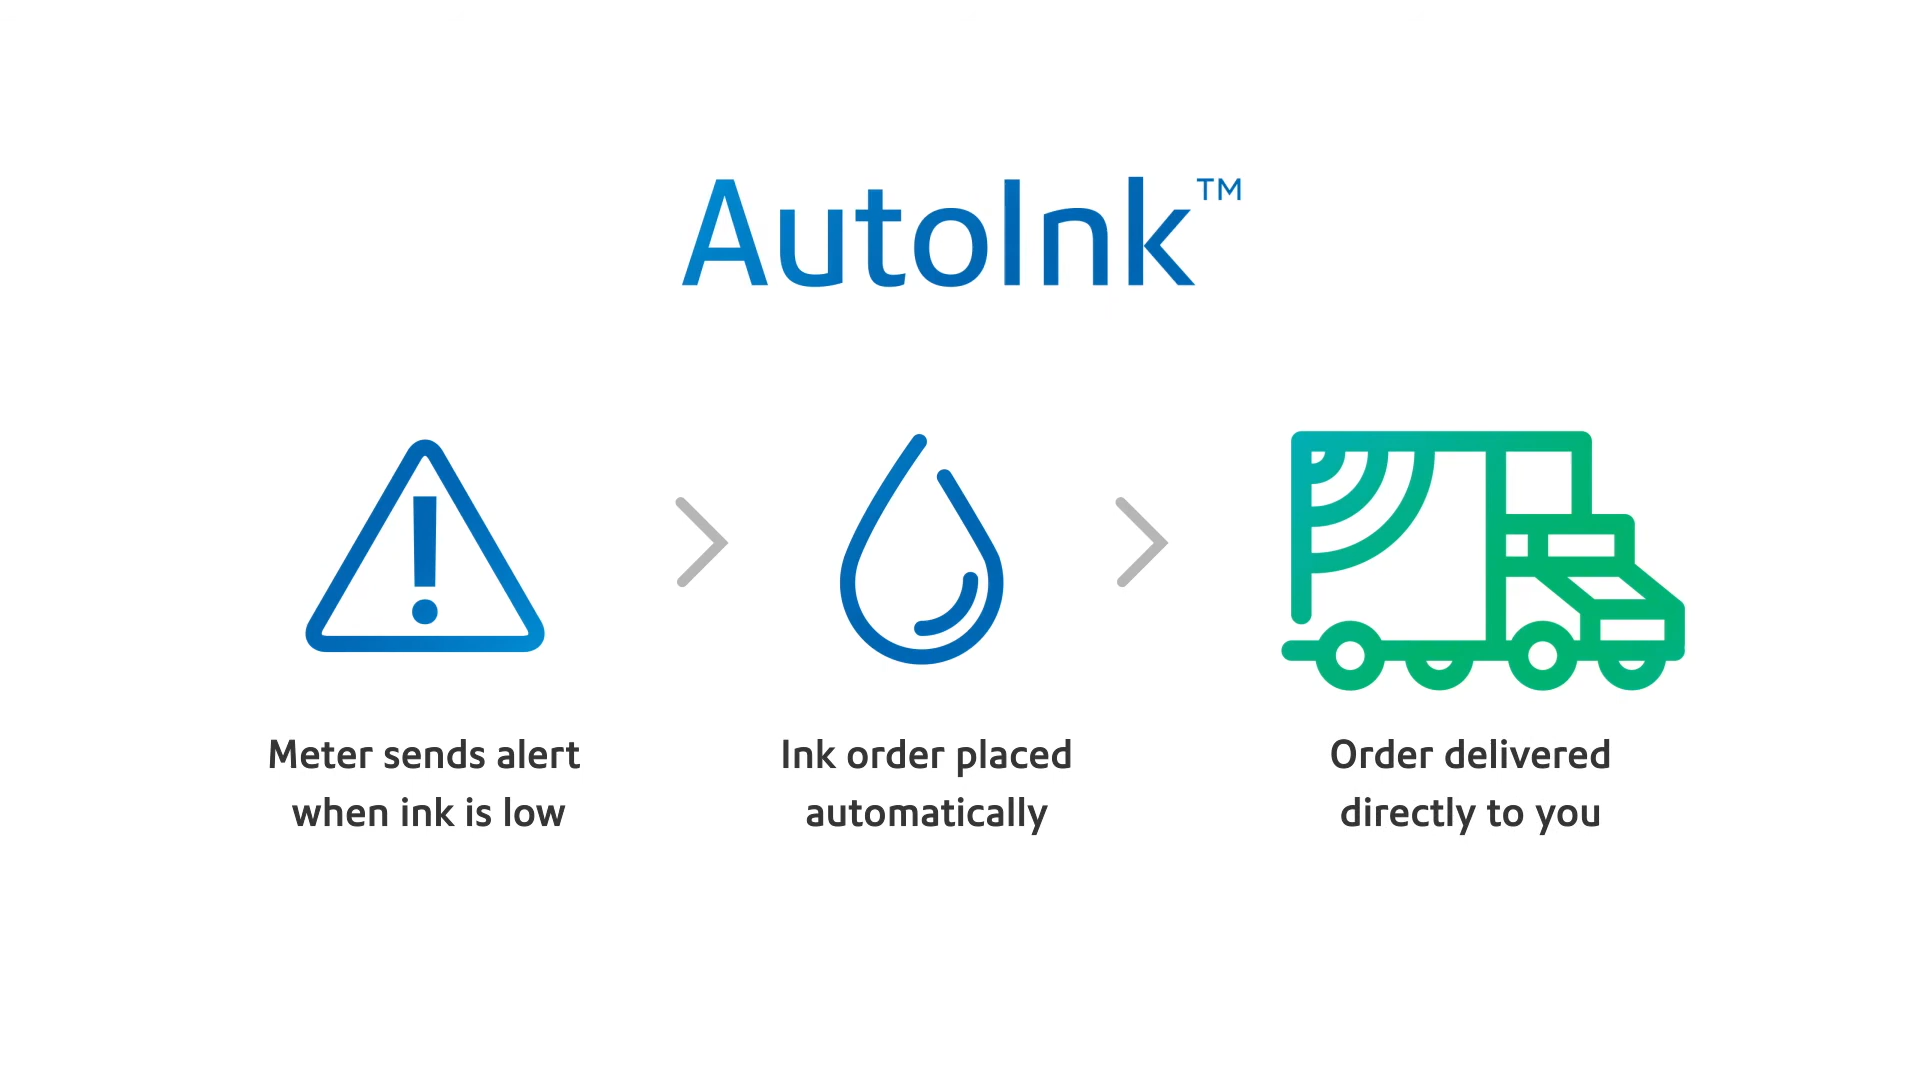 AutoInk™
Meter sends alert
when ink is low
Ink order placed
automatically
Order delivered
directly to you